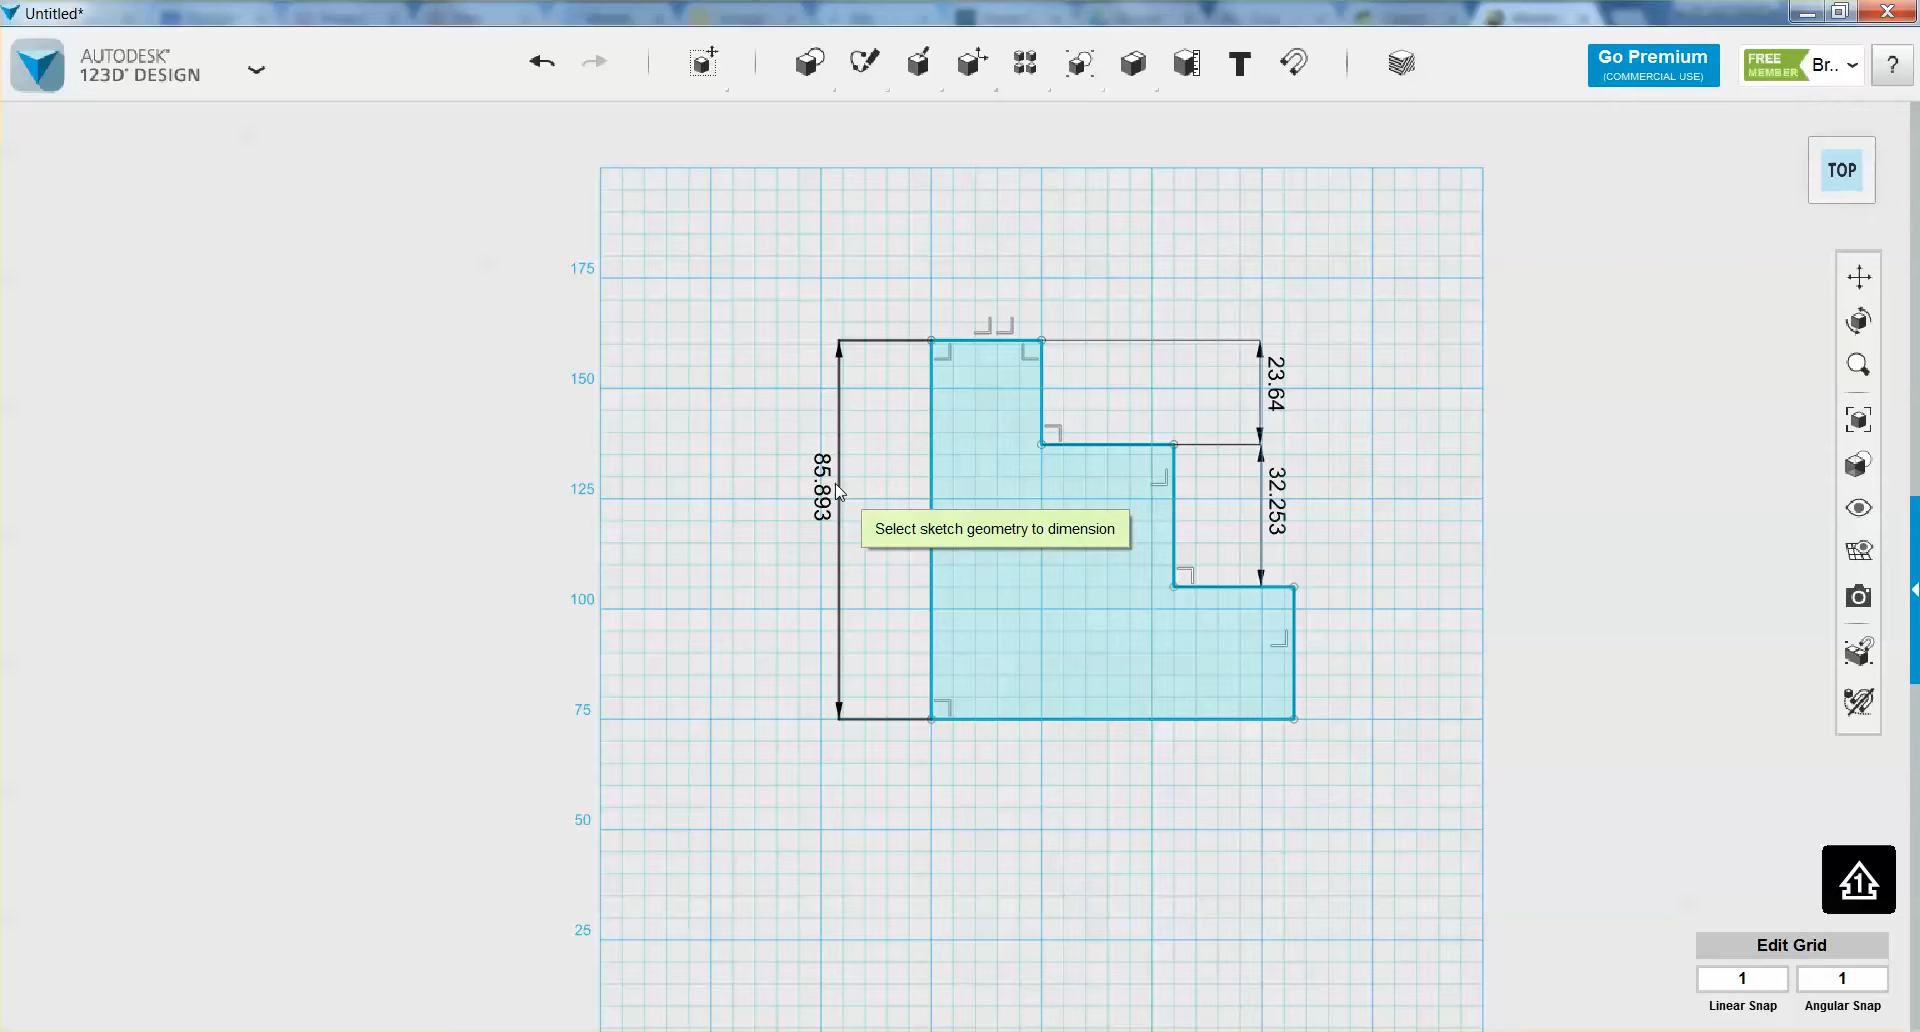 Untitled*
AUTODESK®
123D® DESIGN
T
Go Premium
(COMMERCIAL USE)
FREE
MEMBER
Br..
?
TOP
175
150
125
100
75
50
25
23.64
32.253
85.893
Select sketch geometry to dimension
1
Edit Grid
1
1
Linear Snap
Angular Snap